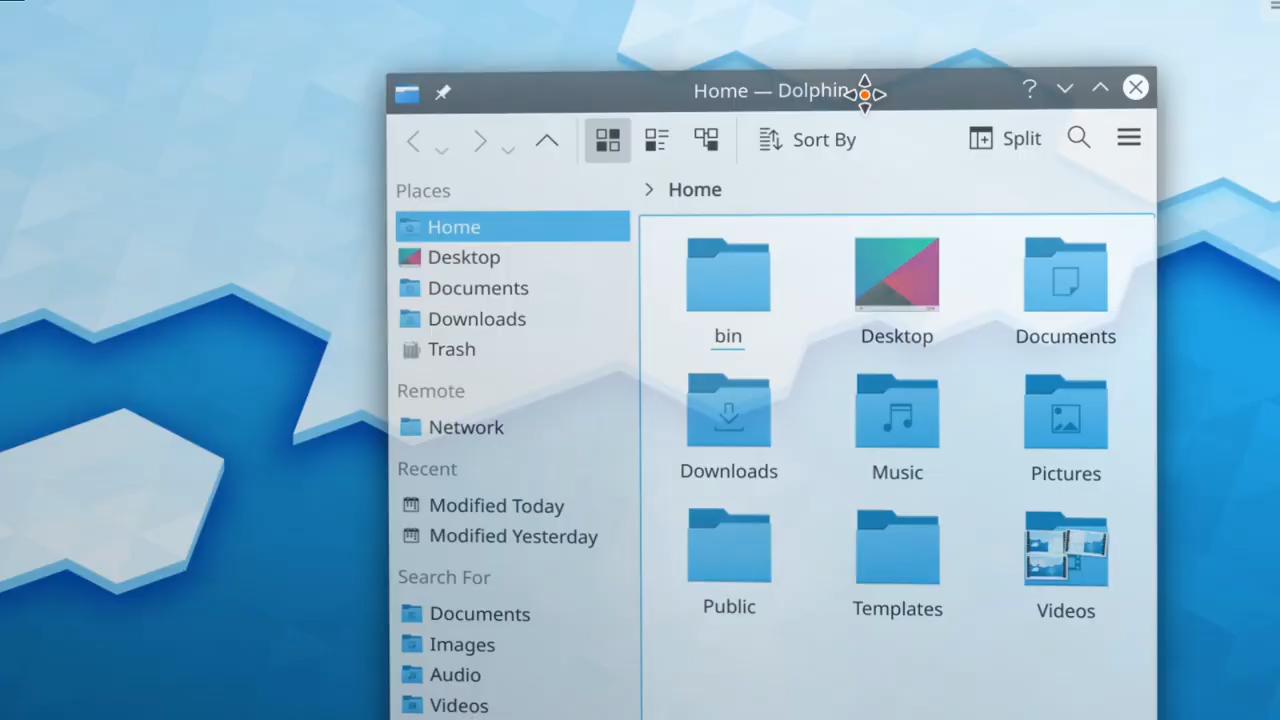 Home — Dolphin
Sort By
Split
Places
Home
Home
Desktop
Documents
Downloads
Trash
Remote
Network
Recent
Modified Today
Modified Yesterday
Search For
Documents
Images
Audio
Videos
bin
Desktop
Documents
Downloads
Music
Pictures
Public
Templates
Videos